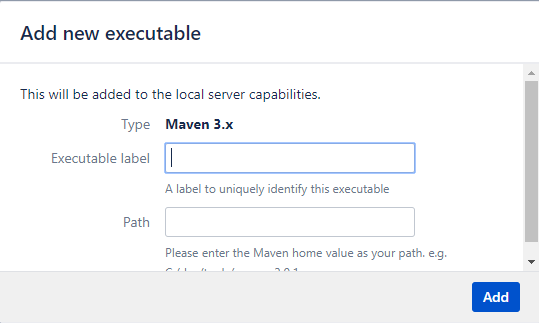 Add new executable
This will be added to the local server capabilities.
Type Maven 3.x
Executable label
A label to uniquely identify this executable
Path
Please enter the Maven home value as your path. e.g.
Add